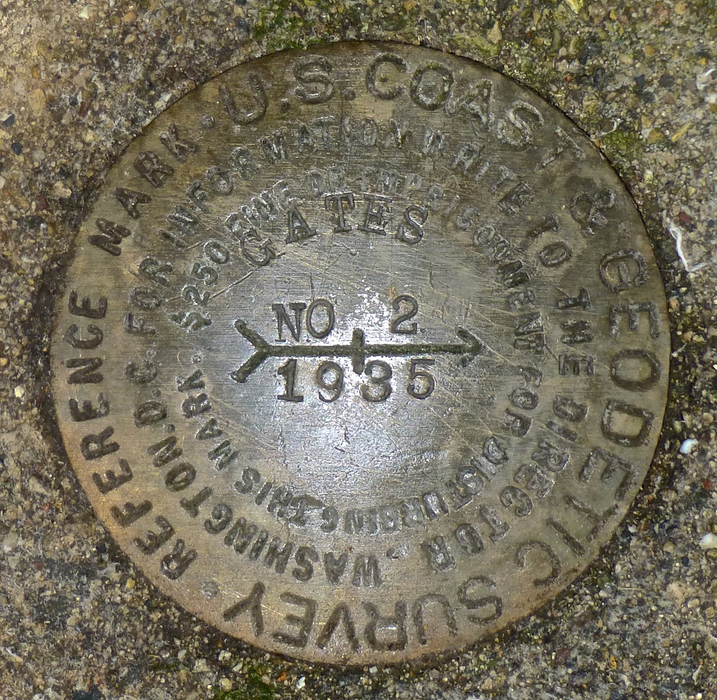 U.S. COAST & GEODETIC SURVEY
REFERENCE MARK
FOR INFORMATION WRITE TO THE DIRECTOR, WASHINGTON, D.C.
$250 FINE OR IMPRISONMENT FOR DISTURBING THIS MARK.
GATES
NO 2
1935